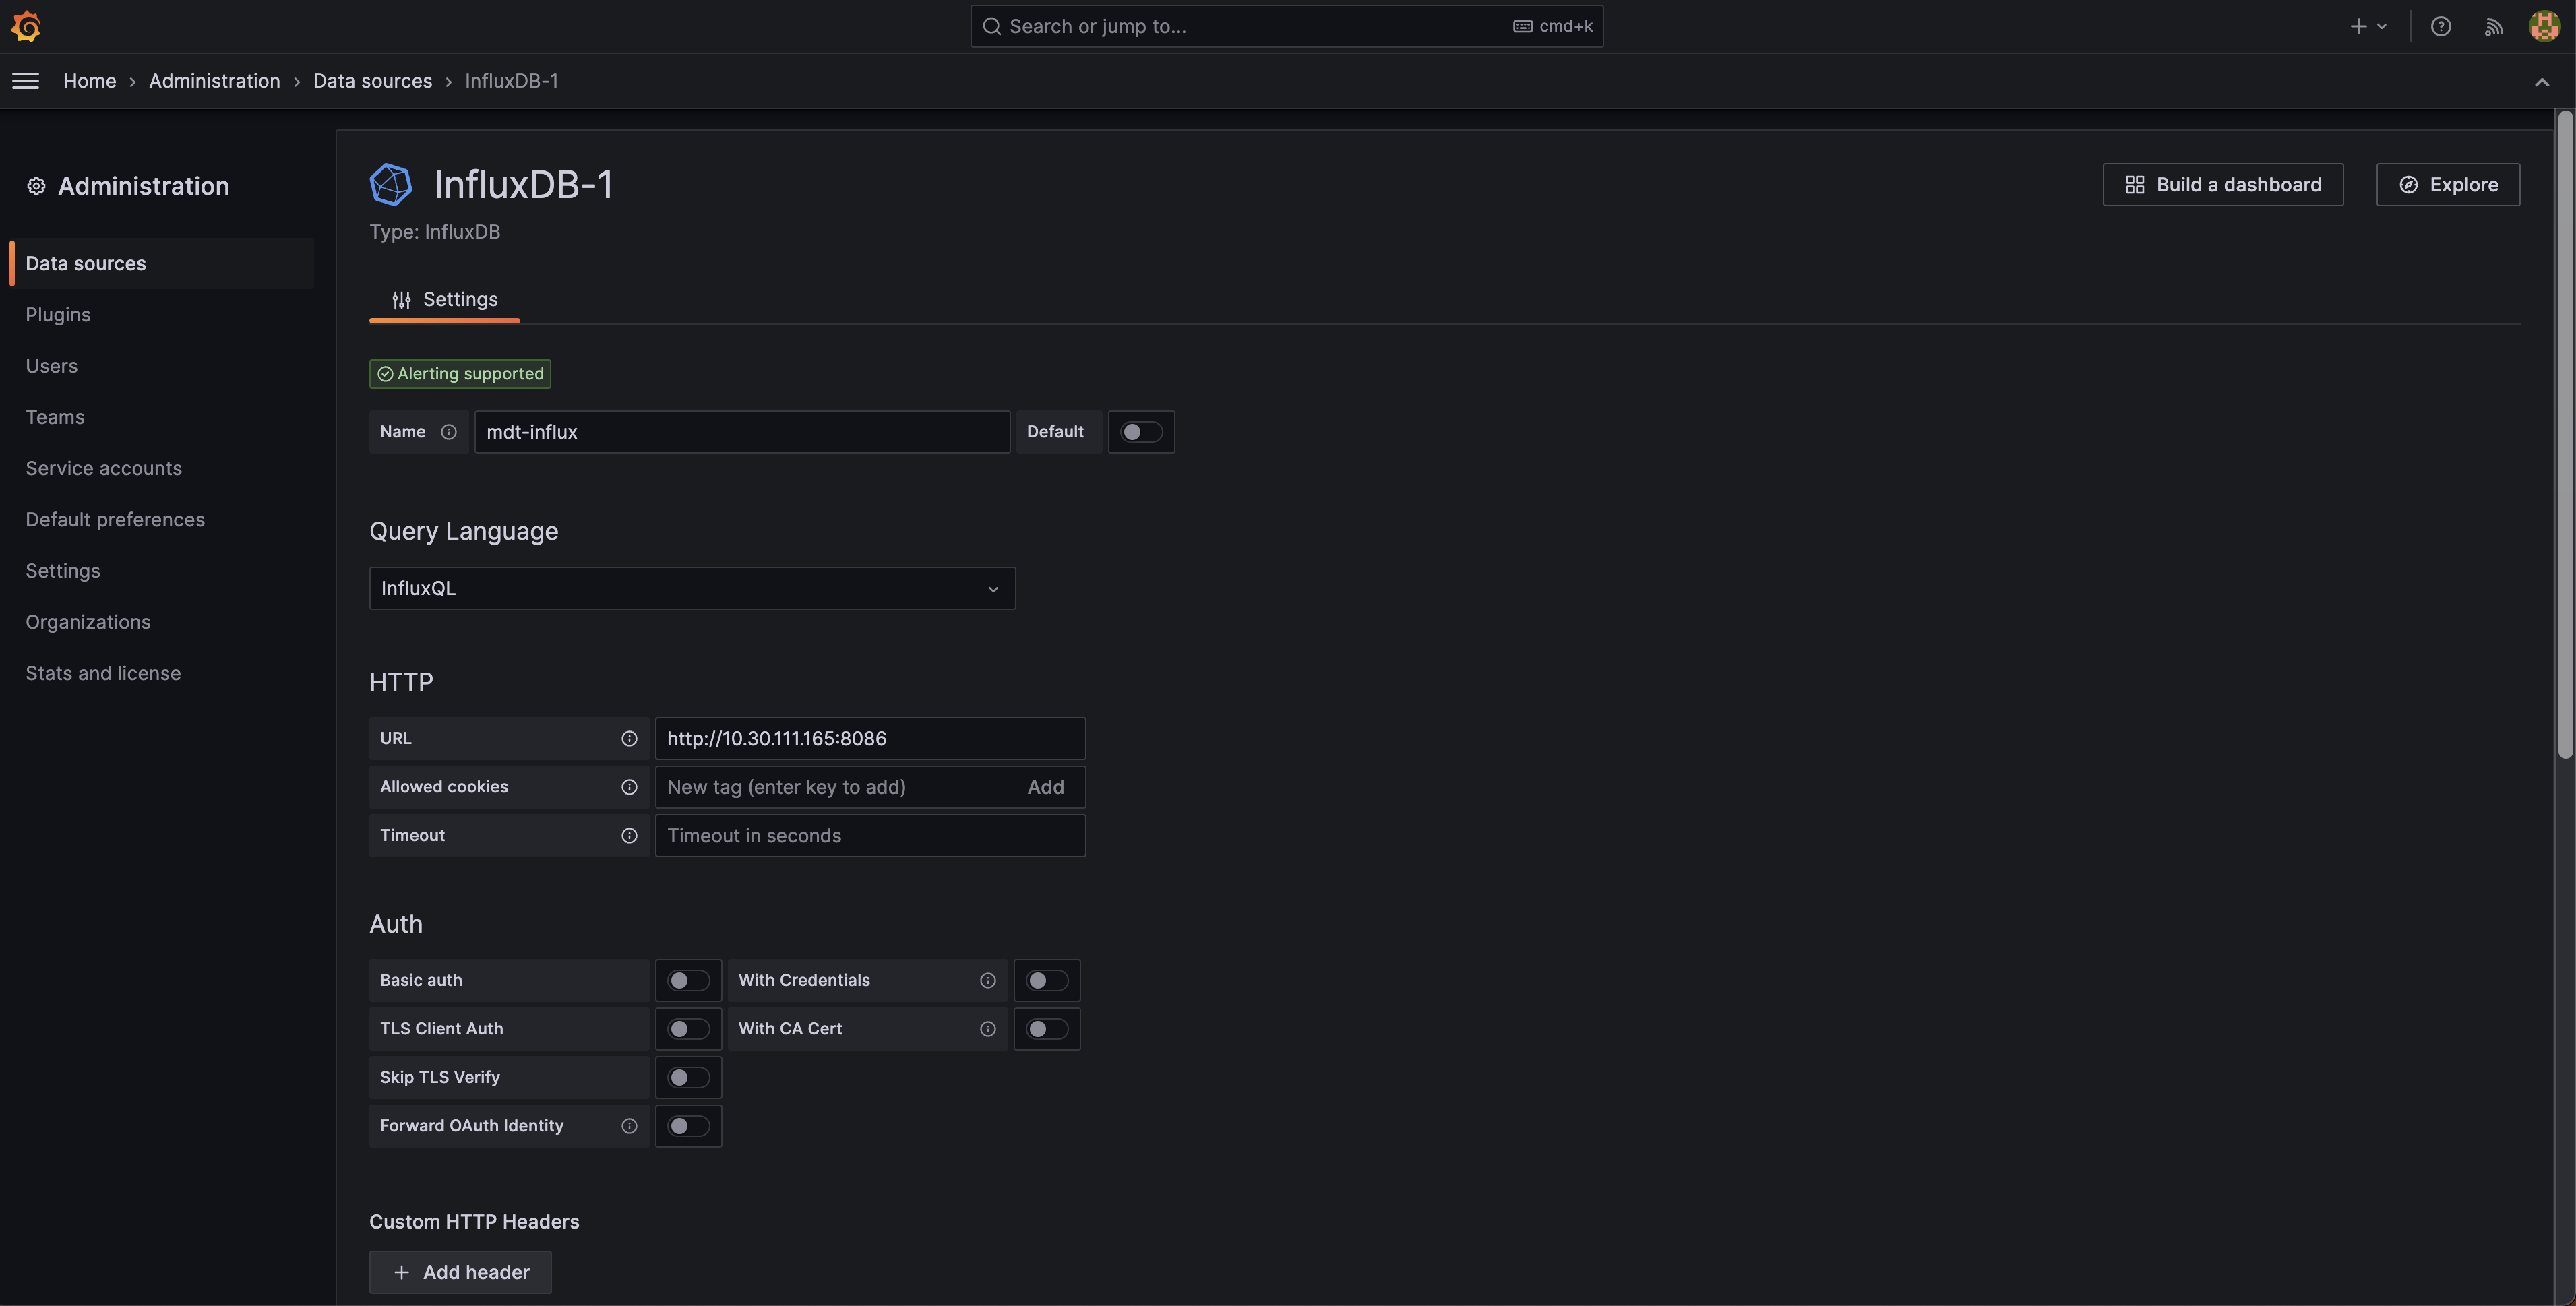 Search or jump to...
cmd+k
Home › Administration › Data sources › InfluxDB-1
Administration
Data sources
Plugins
Users
Teams
Service accounts
Default preferences
Settings
Organizations
Stats and license
InfluxDB-1
Type: InfluxDB
Build a dashboard
Explore
Settings
Alerting supported
Name
mdt-influx
Default
Query Language
InfluxQL
HTTP
URL
http://10.30.111.165:8086
Allowed cookies
New tag (enter key to add)
Add
Timeout
Timeout in seconds
Auth
Basic auth
With Credentials
TLS Client Auth
With CA Cert
Skip TLS Verify
Forward OAuth Identity
Custom HTTP Headers
+ Add header